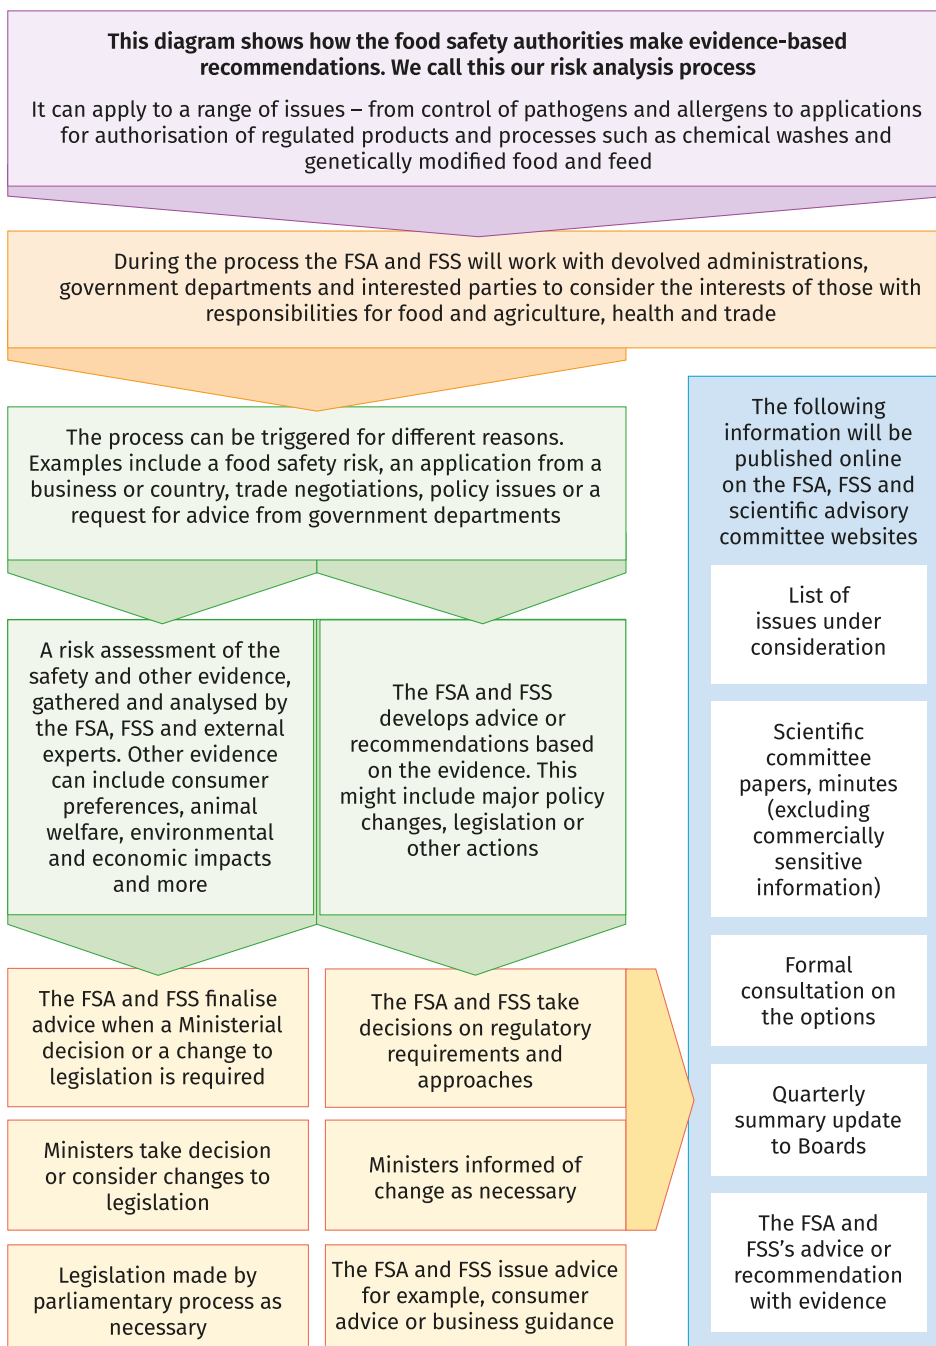 This diagram shows how the food safety authorities make evidence-based
recommendations. We call this our risk analysis process
It can apply to a range of issues – from control of pathogens and allergens to applications
for authorisation of regulated products and processes such as chemical washes and
genetically modified food and feed
During the process the FSA and FSS will work with devolved administrations,
government departments and interested parties to consider the interests of those with
responsibilities for food and agriculture, health and trade
The process can be triggered for different reasons.
Examples include a food safety risk, an application from a
business or country, trade negotiations, policy issues or a
request for advice from government departments
A risk assessment of the
safety and other evidence,
gathered and analysed by
the FSA, FSS and external
experts. Other evidence
can include consumer
preferences, animal
welfare, environmental
and economic impacts
and more
The FSA and FSS
develops advice or
recommendations based
on the evidence. This
might include major policy
changes, legislation or
other actions
The FSA and FSS finalise
advice when a Ministerial
decision or a change to
legislation is required
The FSA and FSS take
decisions on regulatory
requirements and
approaches
Ministers take decision
or consider changes to
legislation
Ministers informed of
change as necessary
Legislation made by
parliamentary process as
necessary
The FSA and FSS issue advice
for example, consumer
advice or business guidance
The following
information will be
published online
on the FSA, FSS and
scientific advisory
committee websites
List of
issues under
consideration
Scientific
committee
papers, minutes
(excluding
commercially
sensitive
information)
Formal
consultation on
the options
Quarterly
summary update
to Boards
The FSA and
FSS's advice or
recommendation
with evidence